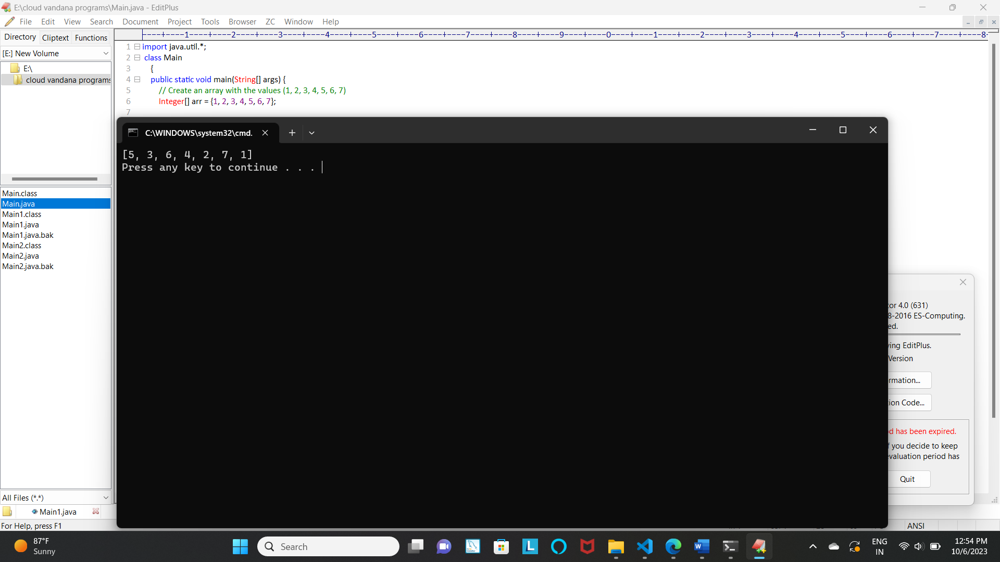 E:\cloud vandana programs\Main.java - EditPlus
File Edit View Search Document Project Tools Browser ZC Window Help
Directory Cliptext Functions
----+----1----+----2----+----3----+----4----+----5----+----6----+----7----+----8----+----9----+----0----+----1----+----2----+----3----+----4----+----5----+----6----+----7----+----8-
[E:] New Volume
E:\
cloud vandana programs
1 import java.util.*;
2 class Main
3 {
4 public static void main(String[] args) {
5 // Create an array with the values (1, 2, 3, 4, 5, 6, 7)
6 Integer[] arr = {1, 2, 3, 4, 5, 6, 7};
7
C:\WINDOWS\system32\cmd.
[5, 3, 6, 4, 2, 7, 1]
Press any key to continue . . .
Main.class
Main.java
Main1.class
Main1.java
Main1.java.bak
Main2.class
Main2.java
Main2.java.bak
4.0 (631)
8-2016 ES-Computing.
ed.
ying EditPlus.
Version
rmation...
ion Code...
d has been expired.
f you decide to keep
evaluation period has
Quit
All Files (*.*)
Main1.java
For Help, press F1
ANSI
87°F
Sunny
Search
ENG
IN
12:54 PM
10/6/2023